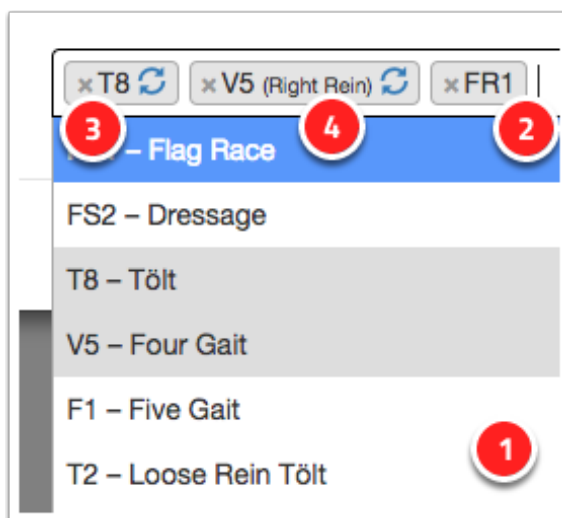 ×T8 ×V5 (Right Rein) ×FR1
3 4 2
– Flag Race
FS2 – Dressage
T8 – Tölt
V5 – Four Gait
F1 – Five Gait
1
T2 – Loose Rein Tölt